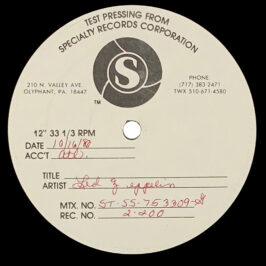 TEST PRESSING FROM
SPECIALTY RECORDS CORPORATION
S
TM
210 N. VALLEY AVE.
OLYPHANT, PA. 18447
PHONE
(717) 383-2471
TWX 510-671-4580
12" 33 1/3 RPM
DATE 10/16/80
ACC'T Atl.
TITLE
ARTIST Led Zeppelin
MTX. NO. ST-SS-753309-
REC. NO. 2-200